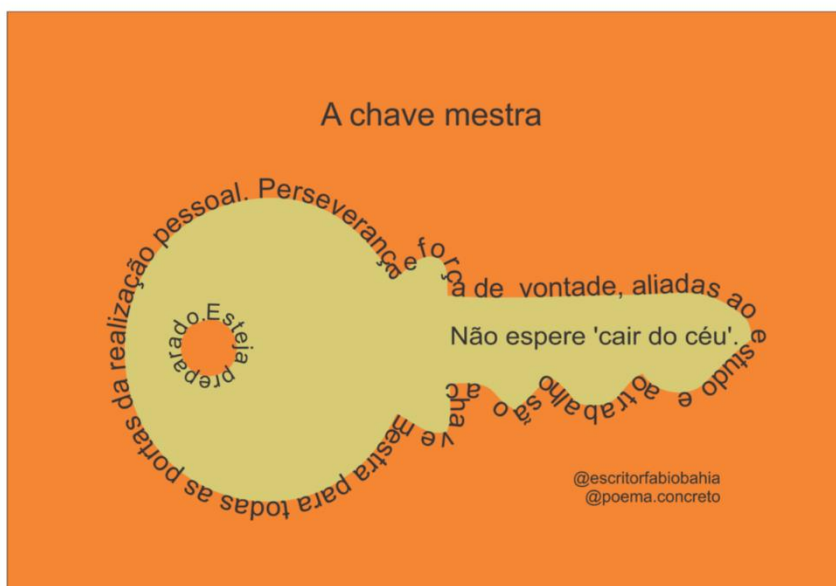 A chave mestra
Perseverança e força de vontade, aliadas ao estudo e ao trabalho são a chave mestra para todas as portas da realização pessoal.
Esteja preparado.
Não espere 'cair do céu'.
@escritorfabiobahia
@poema.concreto